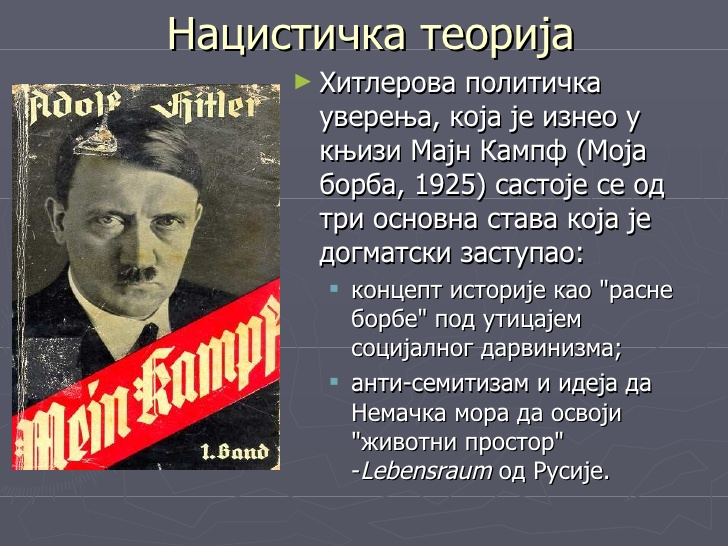 Нацистичка теорија
Adolf Hitler
Mein Kampf
1. Band
Хитлерова политичка
уверења, која је изнео у
књизи Мајн Кампф (Моја
борба, 1925) састоје се од
три основна става која је
догматски заступао:
концепт историје као "расне
борбе" под утицајем
социјалног дарвинизма;
анти-семитизам и идеја да
Немачка мора да освоји
"животни простор"
-Lebensraum од Русије.